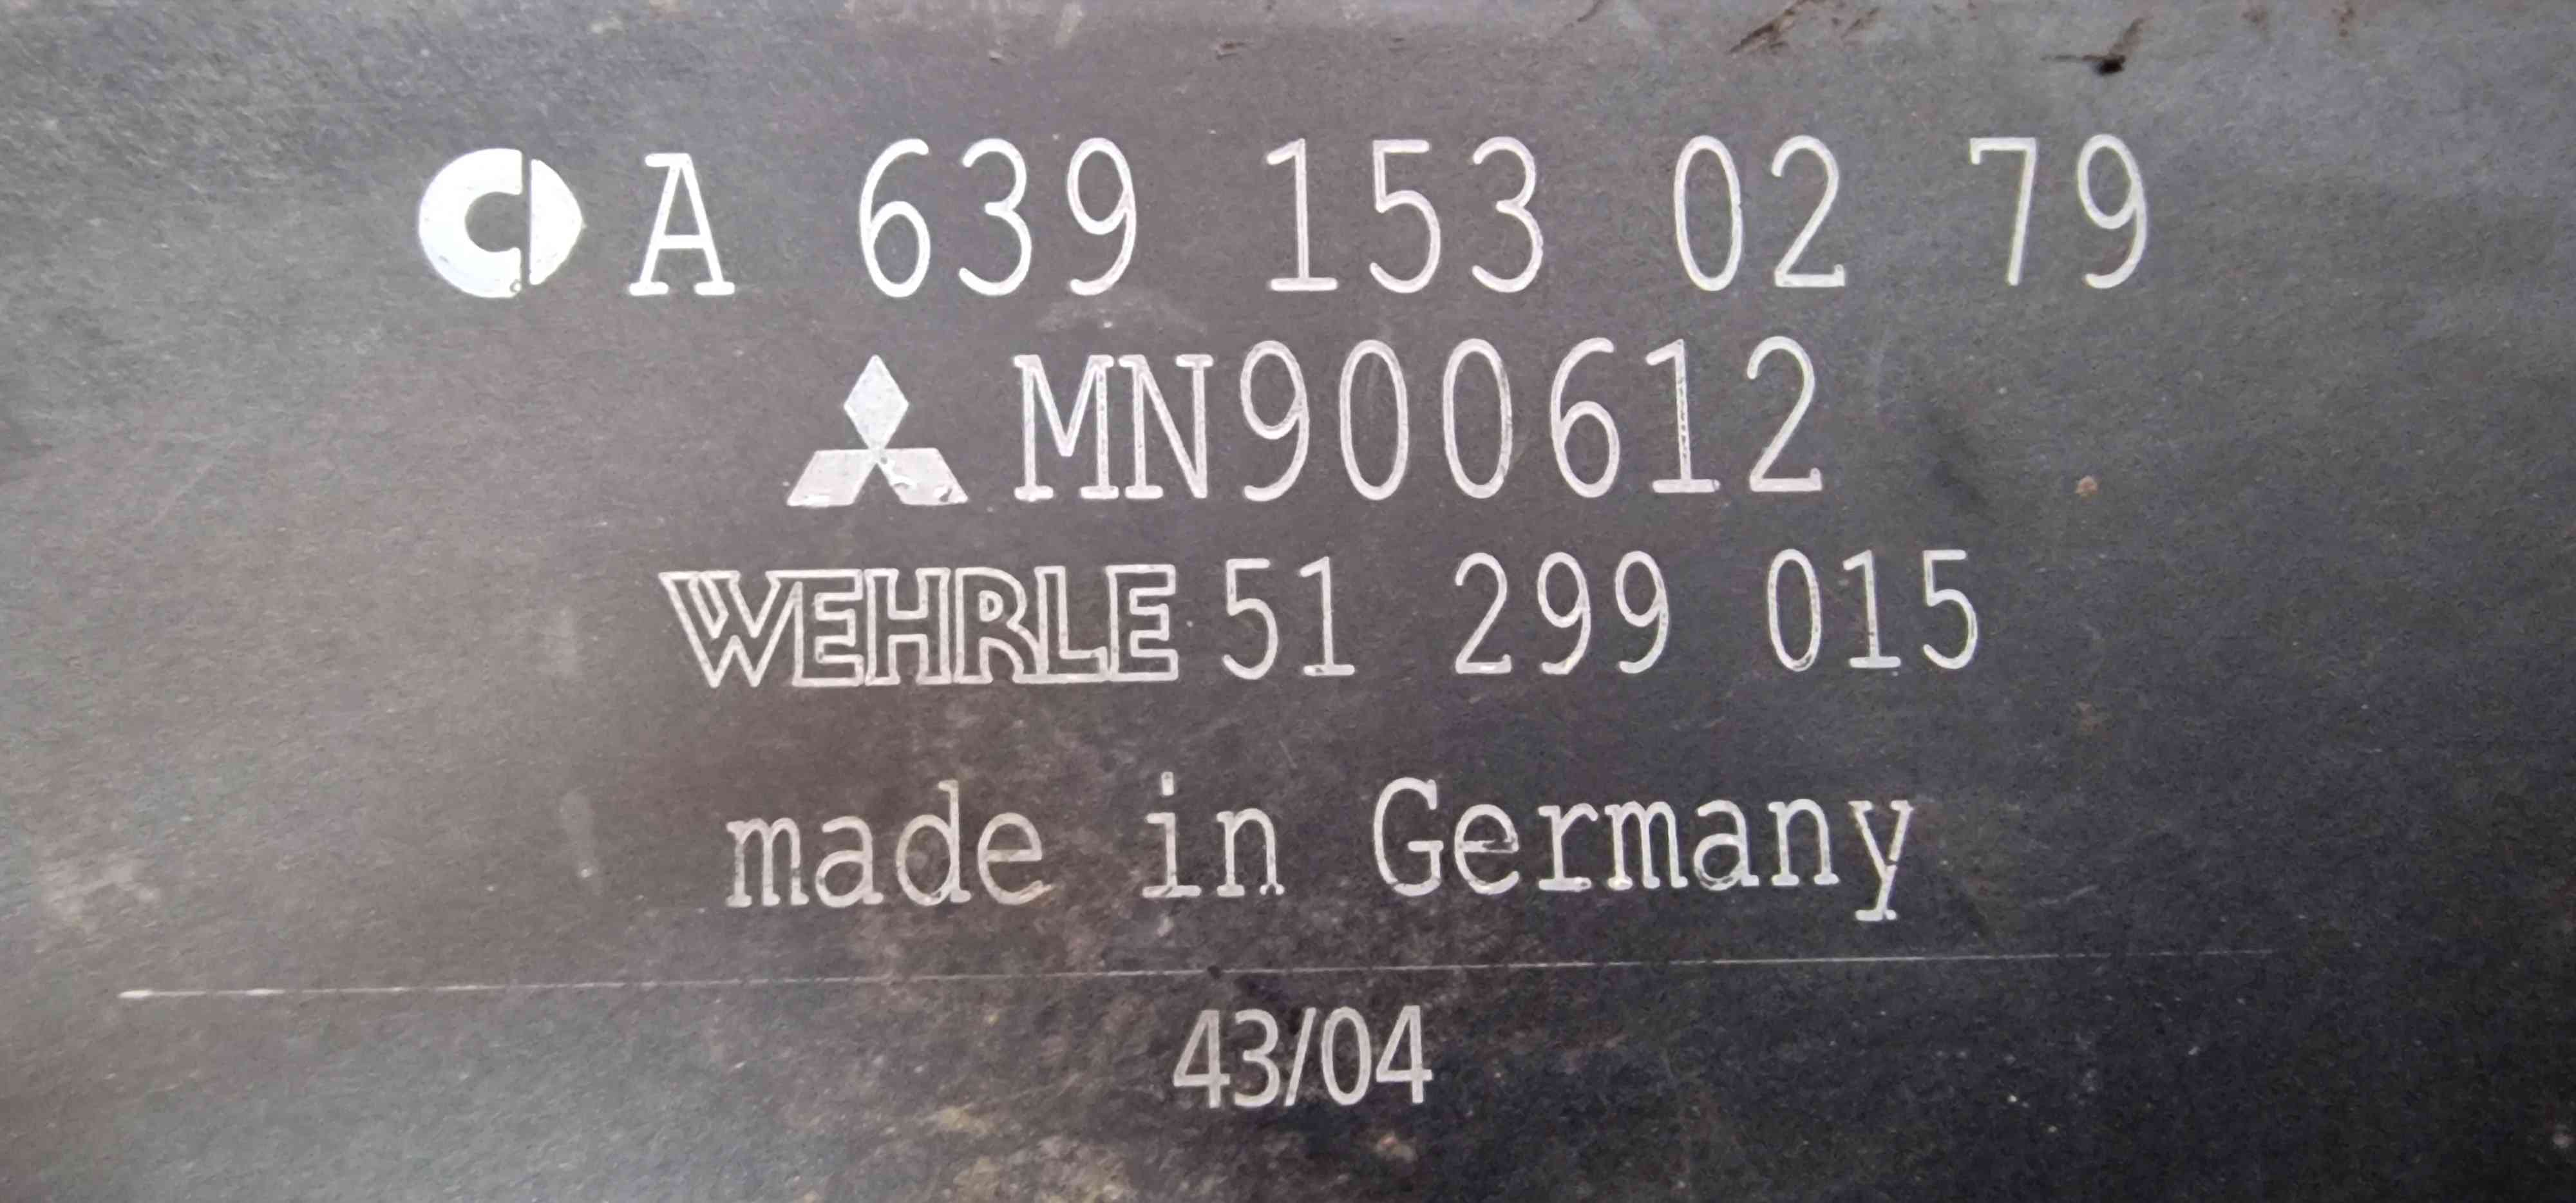 A 639 153 02 79
MN900612
WEHRLE 51 299 015
made in Germany
43/04